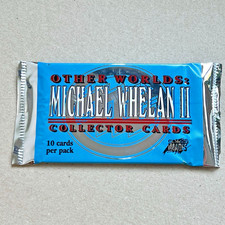 OTHER WORLDS:
MICHAEL WHELAN II
COLLECTOR CARDS
10 cards
per pack